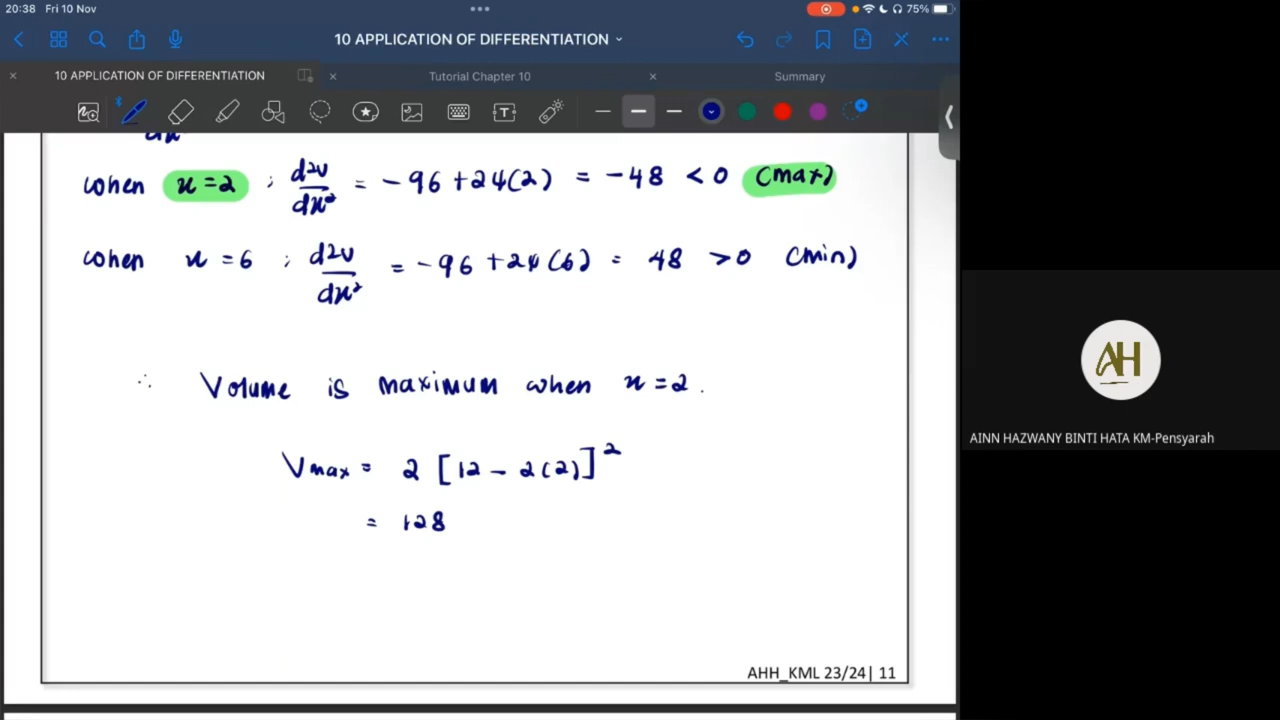 20:38 Fri 10 Nov
75%
10 APPLICATION OF DIFFERENTIATION
10 APPLICATION OF DIFFERENTIATION
Tutorial Chapter 10
Summary
dx
when x = 2 ; d²v/dx² = -96 + 24(2) = -48 < 0 (max)
when x = 6 ; d²v/dx² = -96 + 24(6) = 48 > 0 (min)
∴ Volume is maximum when x = 2.
Vmax = 2 [12 - 2(2)]²
= 128
AHH_KML 23/24| 11
AH
AINN HAZWANY BINTI HATA KM-Pensyarah